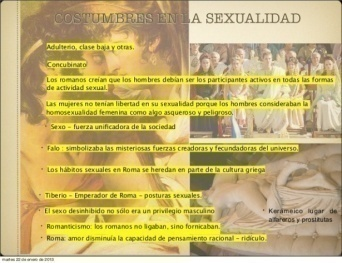 COSTUMBRES EN LA SEXUALIDAD
Adulterio, clase baja y otras.
Concubinato
Los romanos creían que los hombres debían ser los participantes activos en todas las formas
de actividad sexual.
Las mujeres no tenían libertad en su sexualidad porque los hombres consideraban la
homosexualidad femenina como algo asqueroso y peligroso.
• Sexo – fuerza unificadora de la sociedad
• Falo : simbolizaba las misteriosas fuerzas creadoras y fecundadoras del universo.
• Los hábitos sexuales en Roma se heredan en parte de la cultura griega
• Tiberio – Emperador de Roma – posturas sexuales.
• El sexo desinhibido no sólo era un privilegio masculino
• Romanticismo: los romanos no ligaban, sino fornicaban.
• Roma: amor disminuía la capacidad de pensamiento racional – ridículo.
• Kerameico lugar de
alfareros y prostitutas
martes 26 de enero de 2010